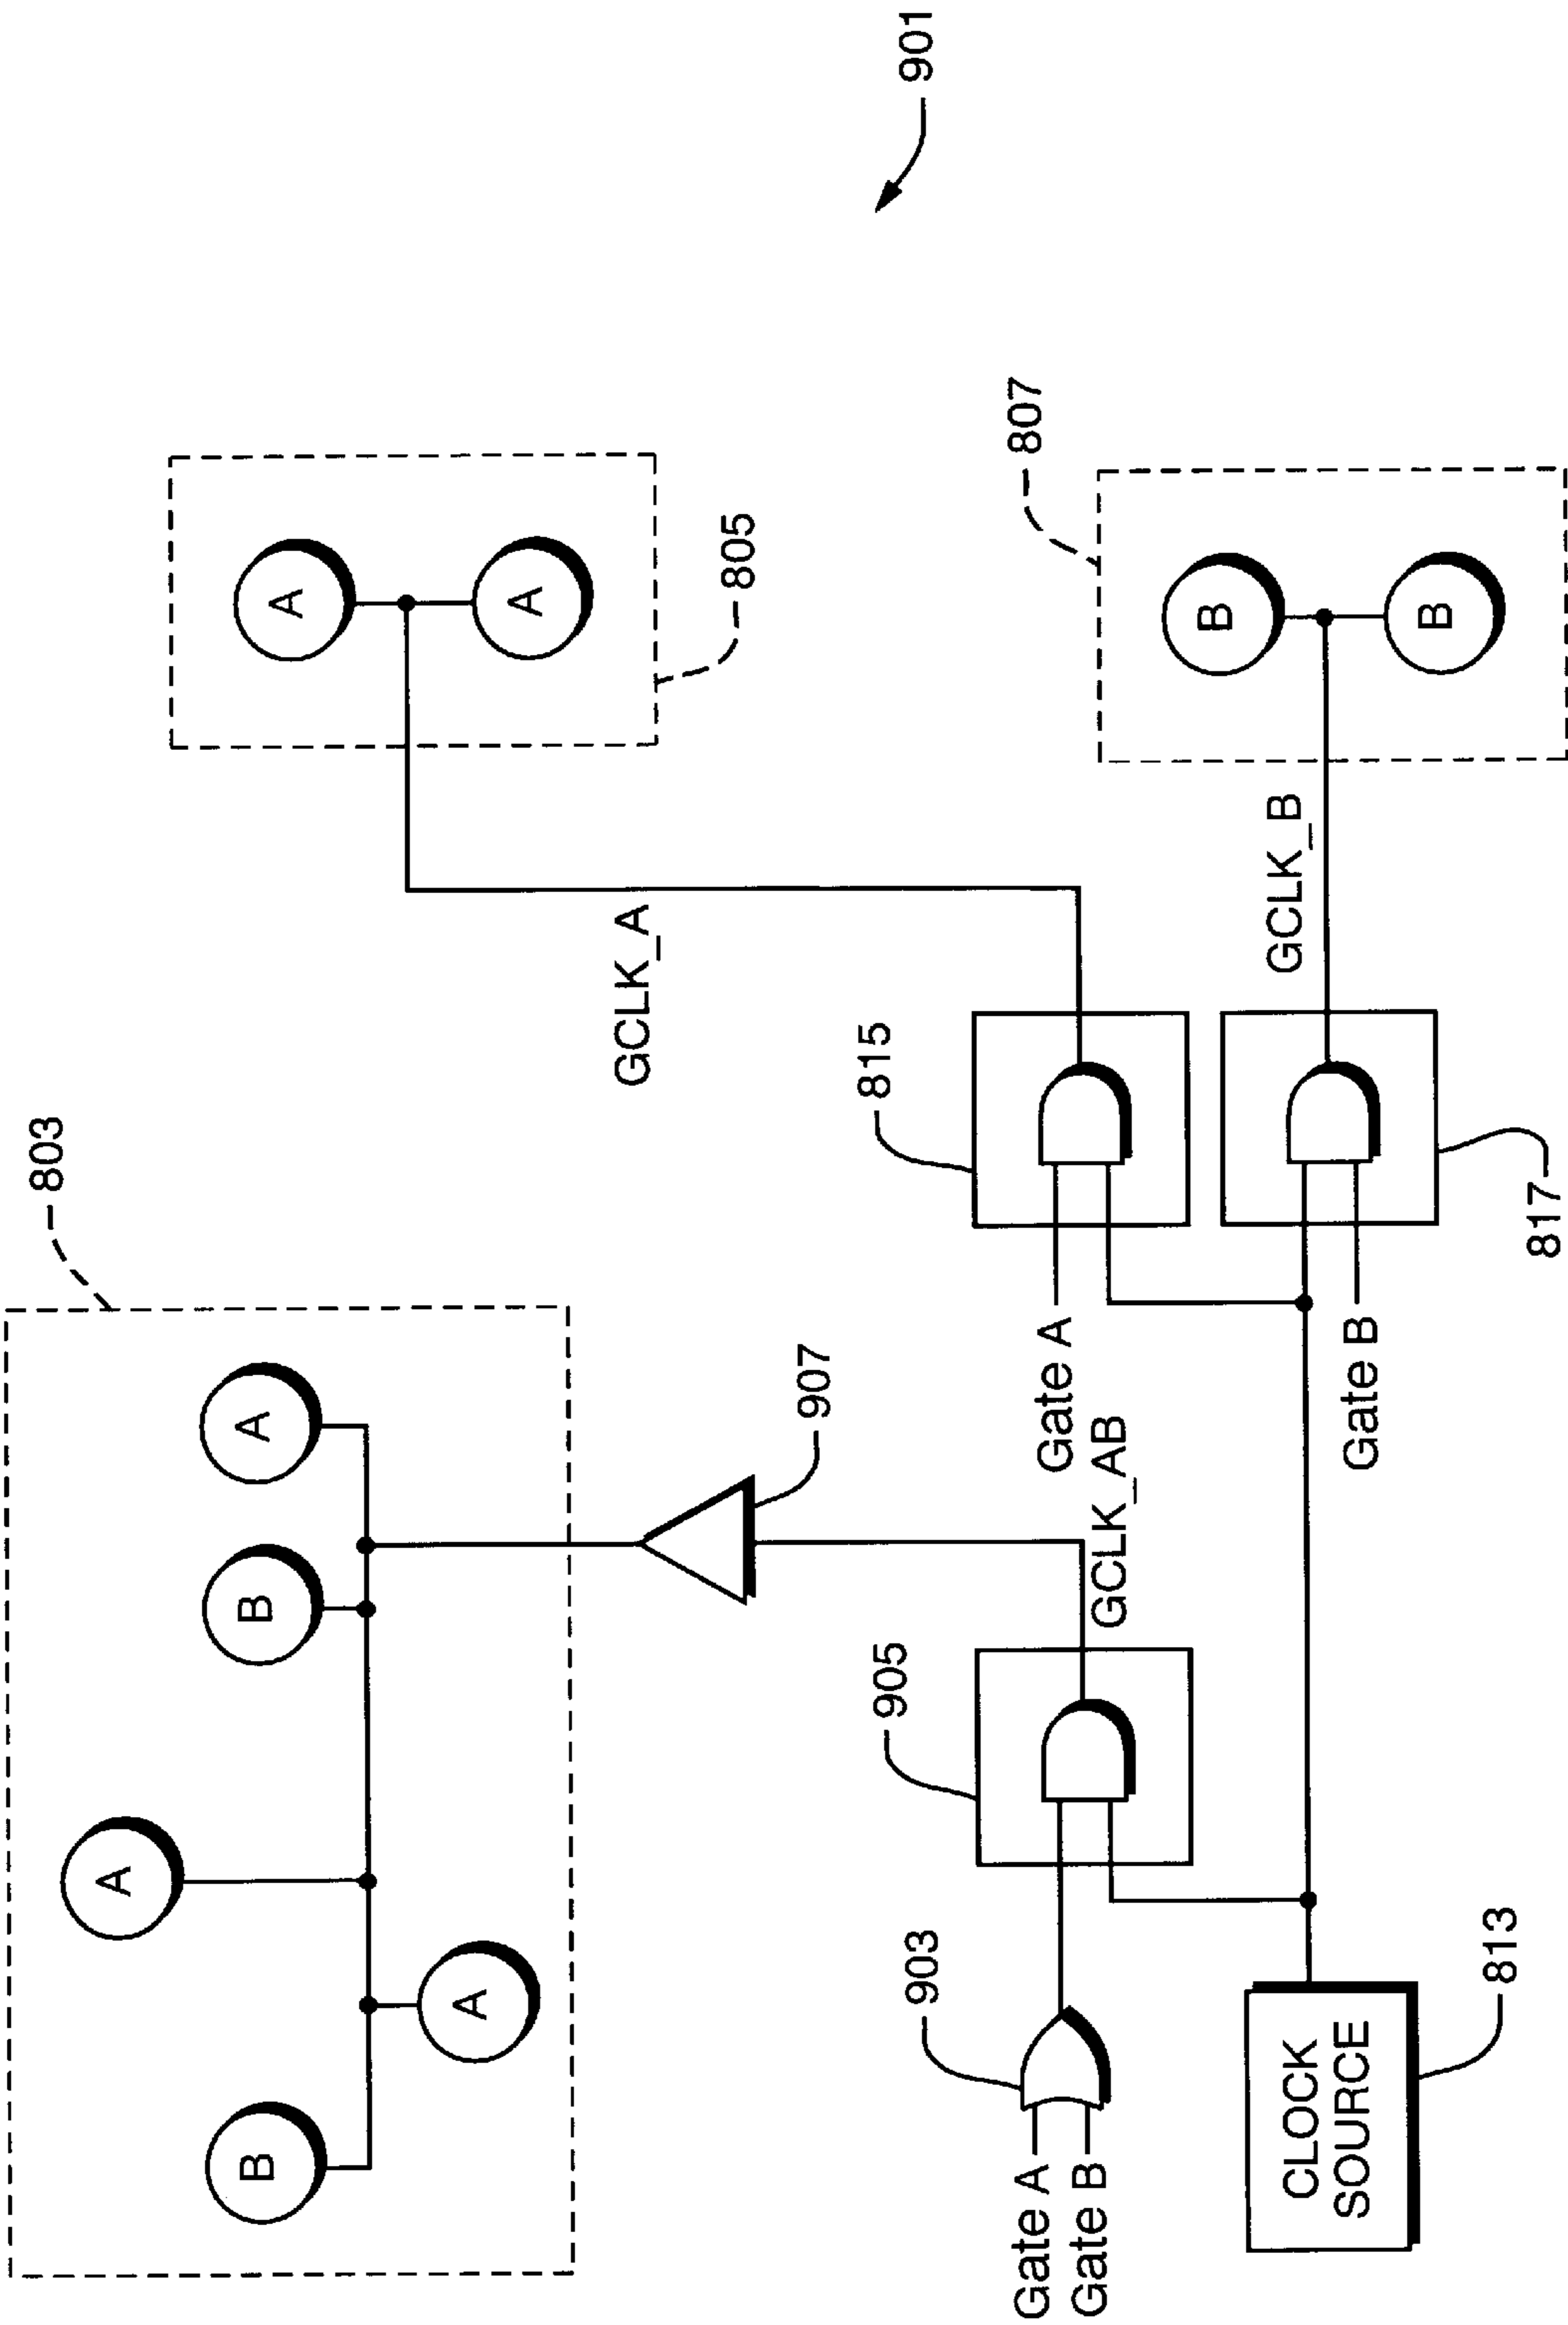 803
B
A
A
B
A
A
A
805
901
907
GCLK_A
903
905
815
807
Gate A
Gate B
GCLK_AB
Gate A
GCLK_B
B
B
CLOCK
SOURCE
813
Gate B
817